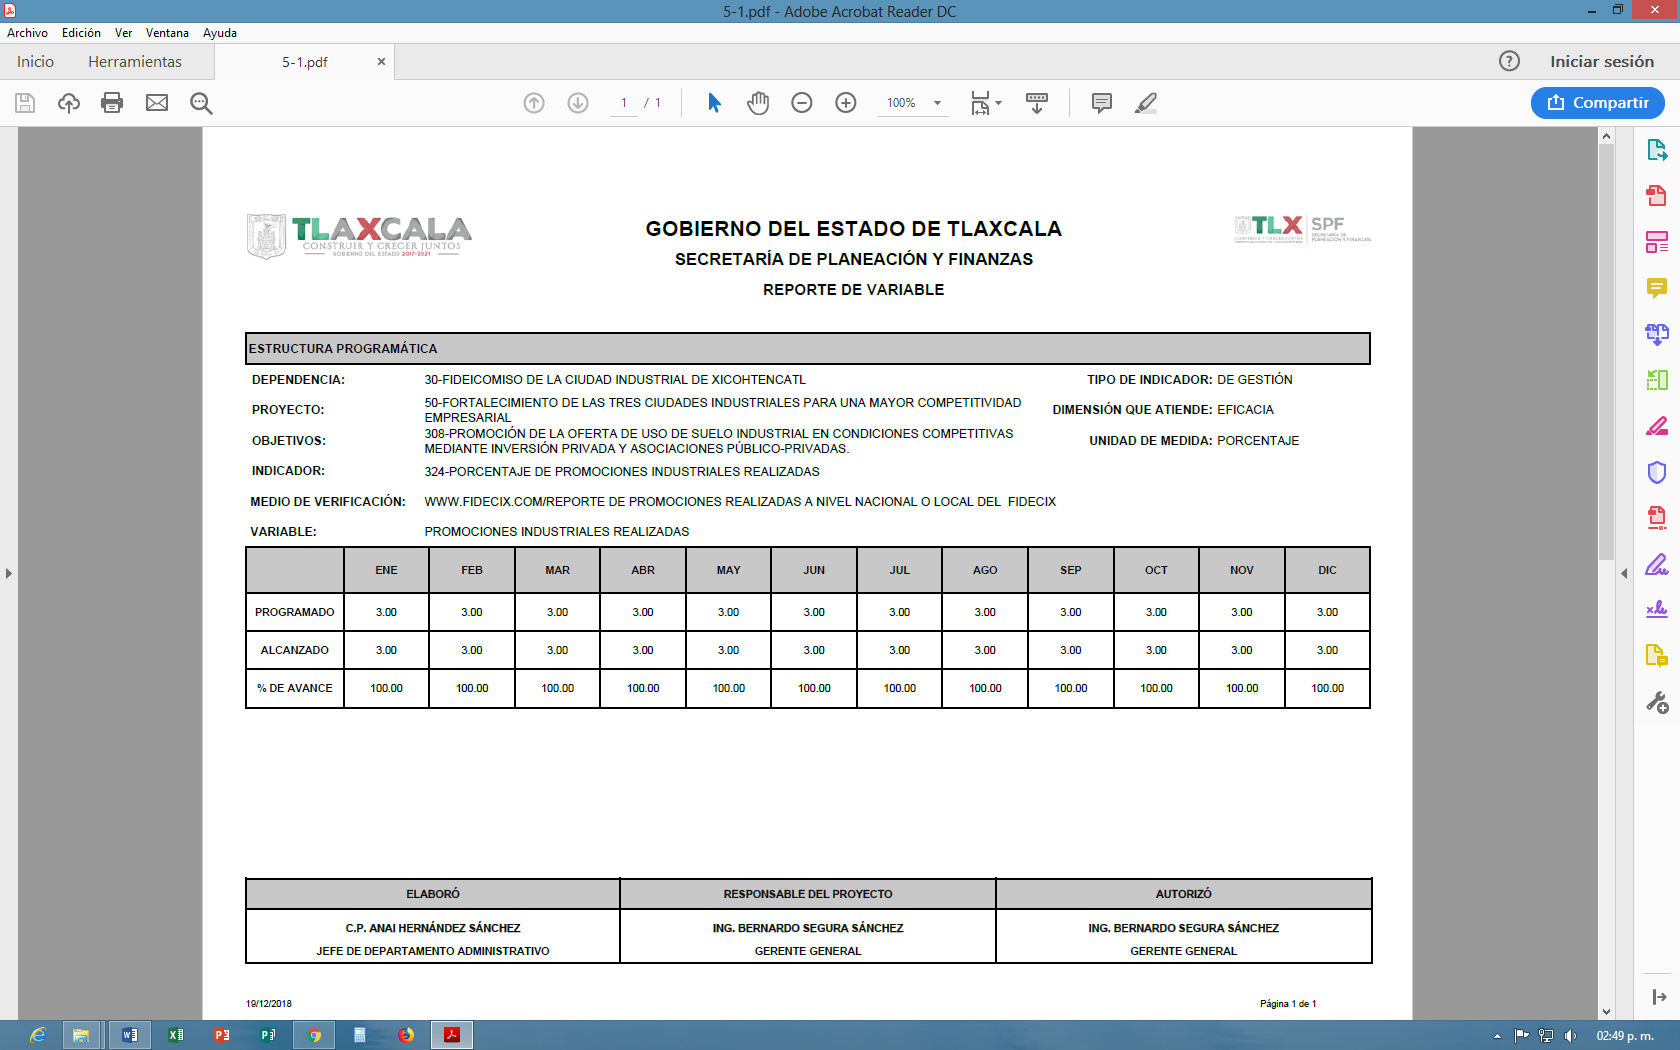 5-1.pdf - Adobe Acrobat Reader DC
Archivo Edición Ver Ventana Ayuda
Inicio Herramientas 5-1.pdf Iniciar sesión
1 / 1 100% Compartir
TLAXCALA
CONSTRUIR Y CRECER JUNTOS
GOBIERNO DEL ESTADO 2017-2021
GOBIERNO DEL ESTADO DE TLAXCALA
SECRETARÍA DE PLANEACIÓN Y FINANZAS
REPORTE DE VARIABLE
TLX SPF
SECRETARÍA DE
PLANEACIÓN Y FINANZAS
ESTRUCTURA PROGRAMÁTICA
DEPENDENCIA: 30-FIDEICOMISO DE LA CIUDAD INDUSTRIAL DE XICOHTENCATL TIPO DE INDICADOR: DE GESTIÓN
PROYECTO: 50-FORTALECIMIENTO DE LAS TRES CIUDADES INDUSTRIALES PARA UNA MAYOR COMPETITIVIDAD
EMPRESARIAL DIMENSIÓN QUE ATIENDE: EFICACIA
OBJETIVOS: 308-PROMOCIÓN DE LA OFERTA DE USO DE SUELO INDUSTRIAL EN CONDICIONES COMPETITIVAS
MEDIANTE INVERSIÓN PRIVADA Y ASOCIACIONES PÚBLICO-PRIVADAS. UNIDAD DE MEDIDA: PORCENTAJE
INDICADOR: 324-PORCENTAJE DE PROMOCIONES INDUSTRIALES REALIZADAS
MEDIO DE VERIFICACIÓN: WWW.FIDECIX.COM/REPORTE DE PROMOCIONES REALIZADAS A NIVEL NACIONAL O LOCAL DEL FIDECIX
VARIABLE: PROMOCIONES INDUSTRIALES REALIZADAS
ENE FEB MAR ABR MAY JUN JUL AGO SEP OCT NOV DIC
PROGRAMADO 3.00 3.00 3.00 3.00 3.00 3.00 3.00 3.00 3.00 3.00 3.00 3.00
ALCANZADO 3.00 3.00 3.00 3.00 3.00 3.00 3.00 3.00 3.00 3.00 3.00 3.00
% DE AVANCE 100.00 100.00 100.00 100.00 100.00 100.00 100.00 100.00 100.00 100.00 100.00 100.00
ELABORÓ RESPONSABLE DEL PROYECTO AUTORIZÓ
C.P. ANAI HERNÁNDEZ SÁNCHEZ ING. BERNARDO SEGURA SÁNCHEZ ING. BERNARDO SEGURA SÁNCHEZ
JEFE DE DEPARTAMENTO ADMINISTRATIVO GERENTE GENERAL GERENTE GENERAL
19/12/2018 Página 1 de 1
02:49 p. m.